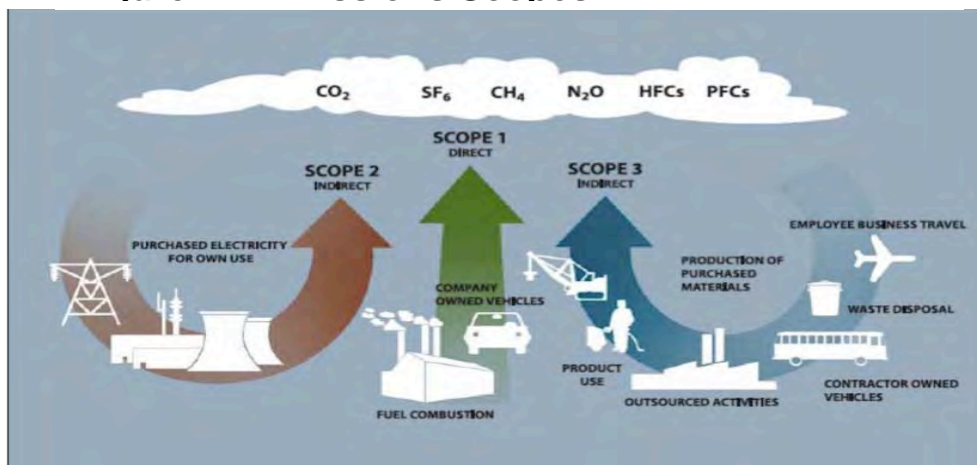 CO₂ SF₆ CH₄ N₂O HFCs PFCs
SCOPE 1
DIRECT
SCOPE 2
INDIRECT
SCOPE 3
INDIRECT
PURCHASED ELECTRICITY
FOR OWN USE
COMPANY
OWNED VEHICLES
FUEL COMBUSTION
EMPLOYEE BUSINESS TRAVEL
PRODUCTION OF
PURCHASED
MATERIALS
WASTE DISPOSAL
PRODUCT
USE
OUTSOURCED ACTIVITIES
CONTRACTOR OWNED
VEHICLES